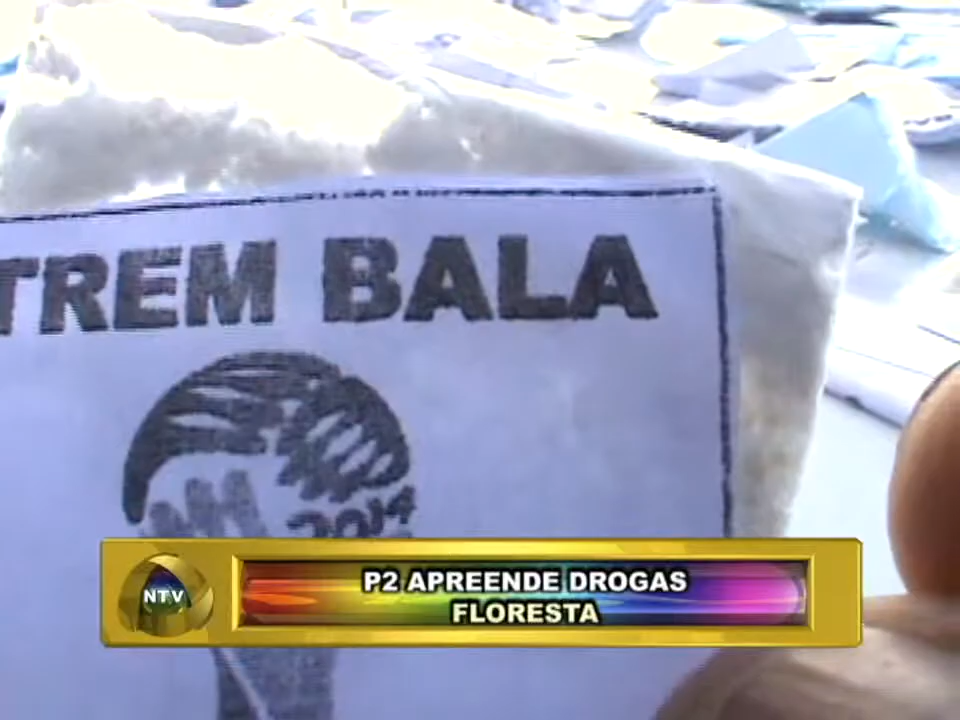 TREM BALA
2014
NTV
P2 APREENDE DROGAS
FLORESTA